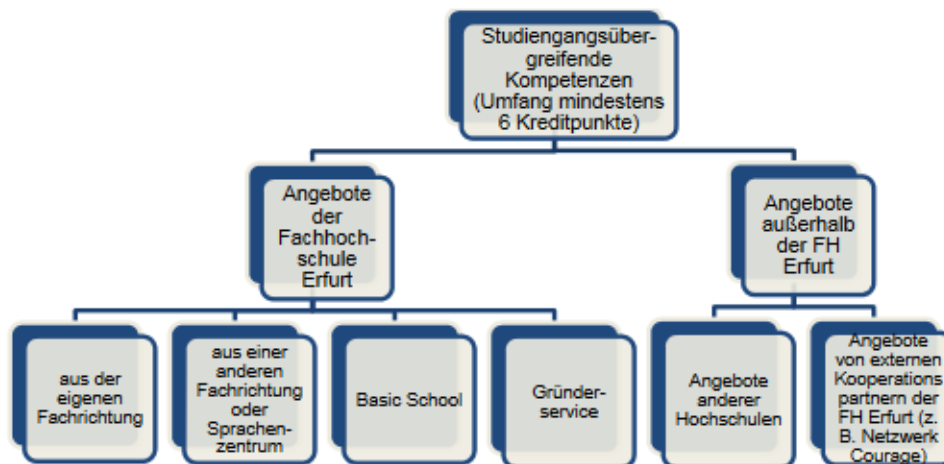 Studiengangsüber-
greifende
Kompetenzen
(Umfang mindestens
6 Kreditpunkte)
Angebote
der
Fachhoch-
schule
Erfurt
Angebote
außerhalb
der FH
Erfurt
aus der
eigenen
Fachrichtung
aus einer
anderen
Fachrichtung
oder
Sprachen-
zentrum
Basic School
Gründer-
service
Angebote
anderer
Hochschulen
Angebote
von externen
Kooperations
partnern der
FH Erfurt (z.
B. Netzwerk
Courage)